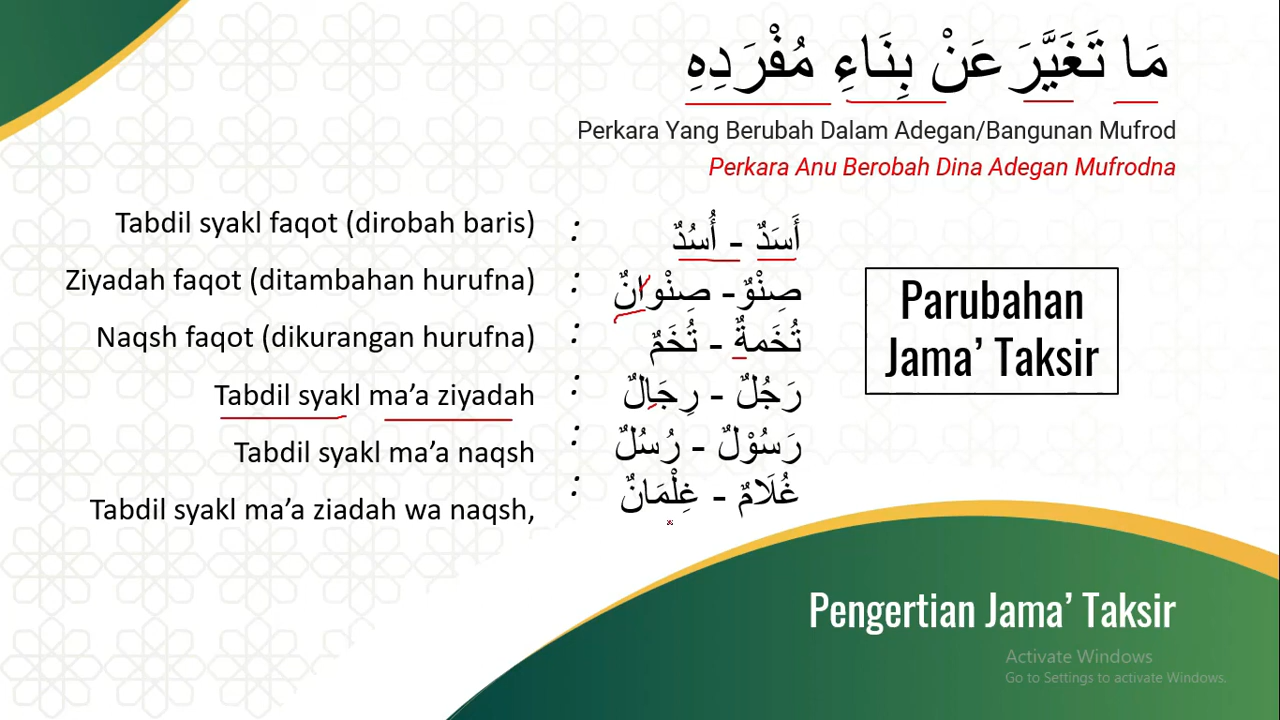 مَا تَغَيَّرَ عَنْ بِنَاءِ مُفْرَدِهِ
Perkara Yang Berubah Dalam Adegan/Bangunan Mufrod
Perkara Anu Berobah Dina Adegan Mufrodna
Tabdil syakl faqot (dirobah baris) : أَسَدٌ - أُسُدٌ
Ziyadah faqot (ditambahan hurufna) : صِنْوٌ - صِنْوانٌ
Naqsh faqot (dikurangan hurufna) : تُخَمةٌ - تُخَمٌ
Tabdil syakl ma’a ziyadah : رَجُلٌ - رِجَالٌ
Tabdil syakl ma’a naqsh : رَسُوْلٌ - رُسُلٌ
Tabdil syakl ma’a ziadah wa naqsh, : غُلَامٌ - غِلْمَانٌ
Parubahan
Jama’ Taksir
Pengertian Jama’ Taksir
Activate Windows
Go to Settings to activate Windows.